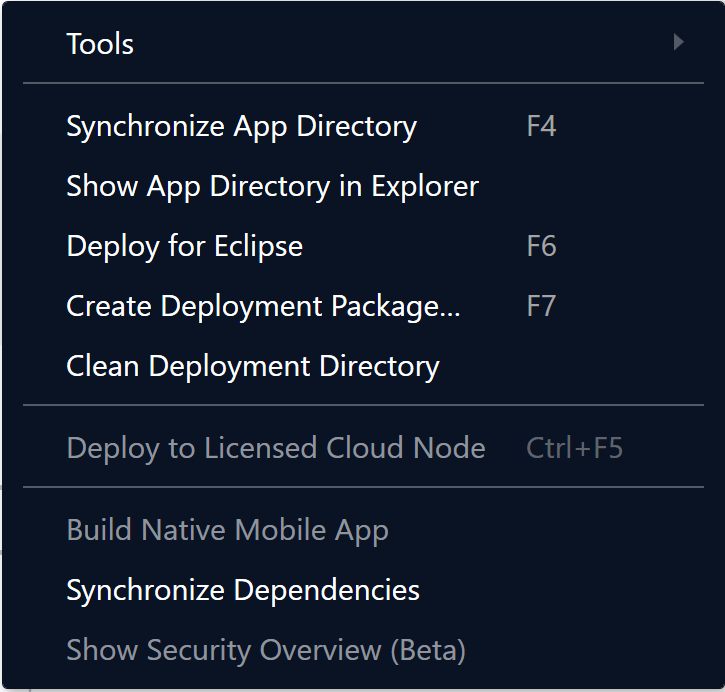 Tools
Synchronize App Directory F4
Show App Directory in Explorer
Deploy for Eclipse F6
Create Deployment Package... F7
Clean Deployment Directory
Deploy to Licensed Cloud Node Ctrl+F5
Build Native Mobile App
Synchronize Dependencies
Show Security Overview (Beta)